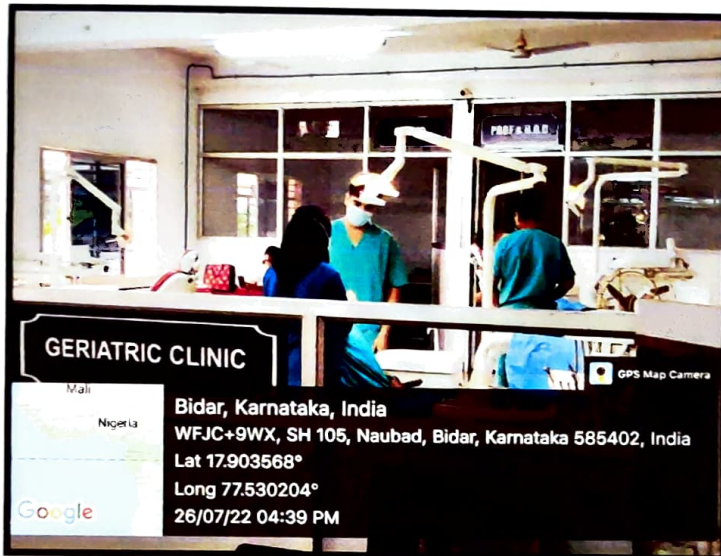 PROF & H.O.D
GERIATRIC CLINIC
GPS Map Camera
Mali
Nigeria
Google
Bidar, Karnataka, India
WFJC+9WX, SH 105, Naubad, Bidar, Karnataka 585402, India
Lat 17.903568°
Long 77.530204°
26/07/22 04:39 PM